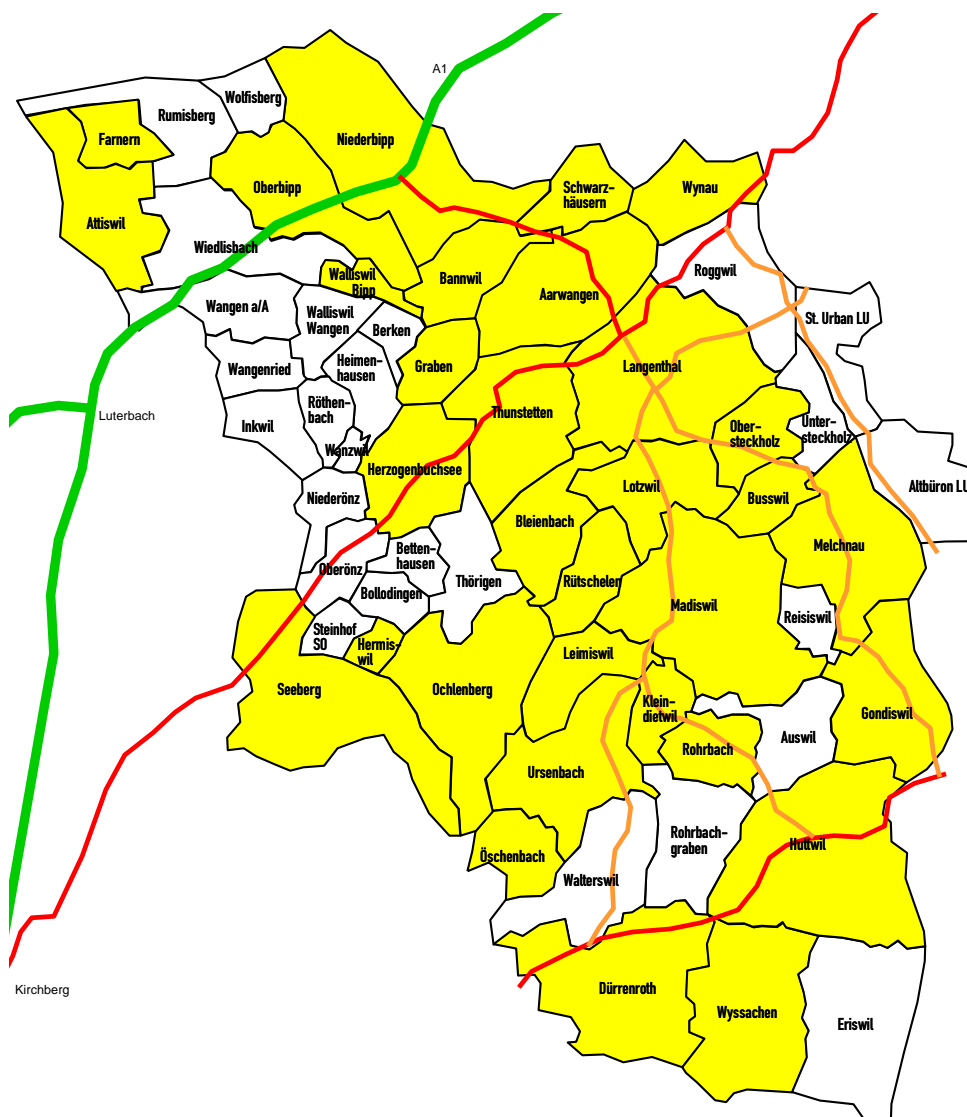 A1
Wolfisberg
Rumisberg
Farnern
Niederbipp
Oberbipp
Schwarz-
häusern
Wynau
Attiswil
Wiedlisbach
Roggwil
Walliswil
Bipp
Bannwil
Aarwangen
Wangen a/A
Walliswil
Wangen
Berken
St. Urban LU
Wangenried
Heimen-
hausen
Graben
Langenthal
Luterbach
Röthen-
bach
Inkwil
Thunstetten
Ober-
steckholz
Unter-
steckholz
Wanzwil
Herzogenbuchsee
Niederönz
Lotzwil
Busswil
Altbüron LU
Bleienbach
Melchnau
Betten-
hausen
Oberönz
Thörigen
Rütscheler
Bollodingen
Madiswil
Reisiswil
Steinhof
SO
Hermis-
wil
Leimiswil
Seeberg
Ochlenberg
Klein-
dietwil
Gondiswil
Auswil
Rohrbach
Ursenbach
Rohrbach-
graben
Huttwil
Öschenbach
Walterswil
Kirchberg
Dürrenroth
Wyssachen
Eriswil